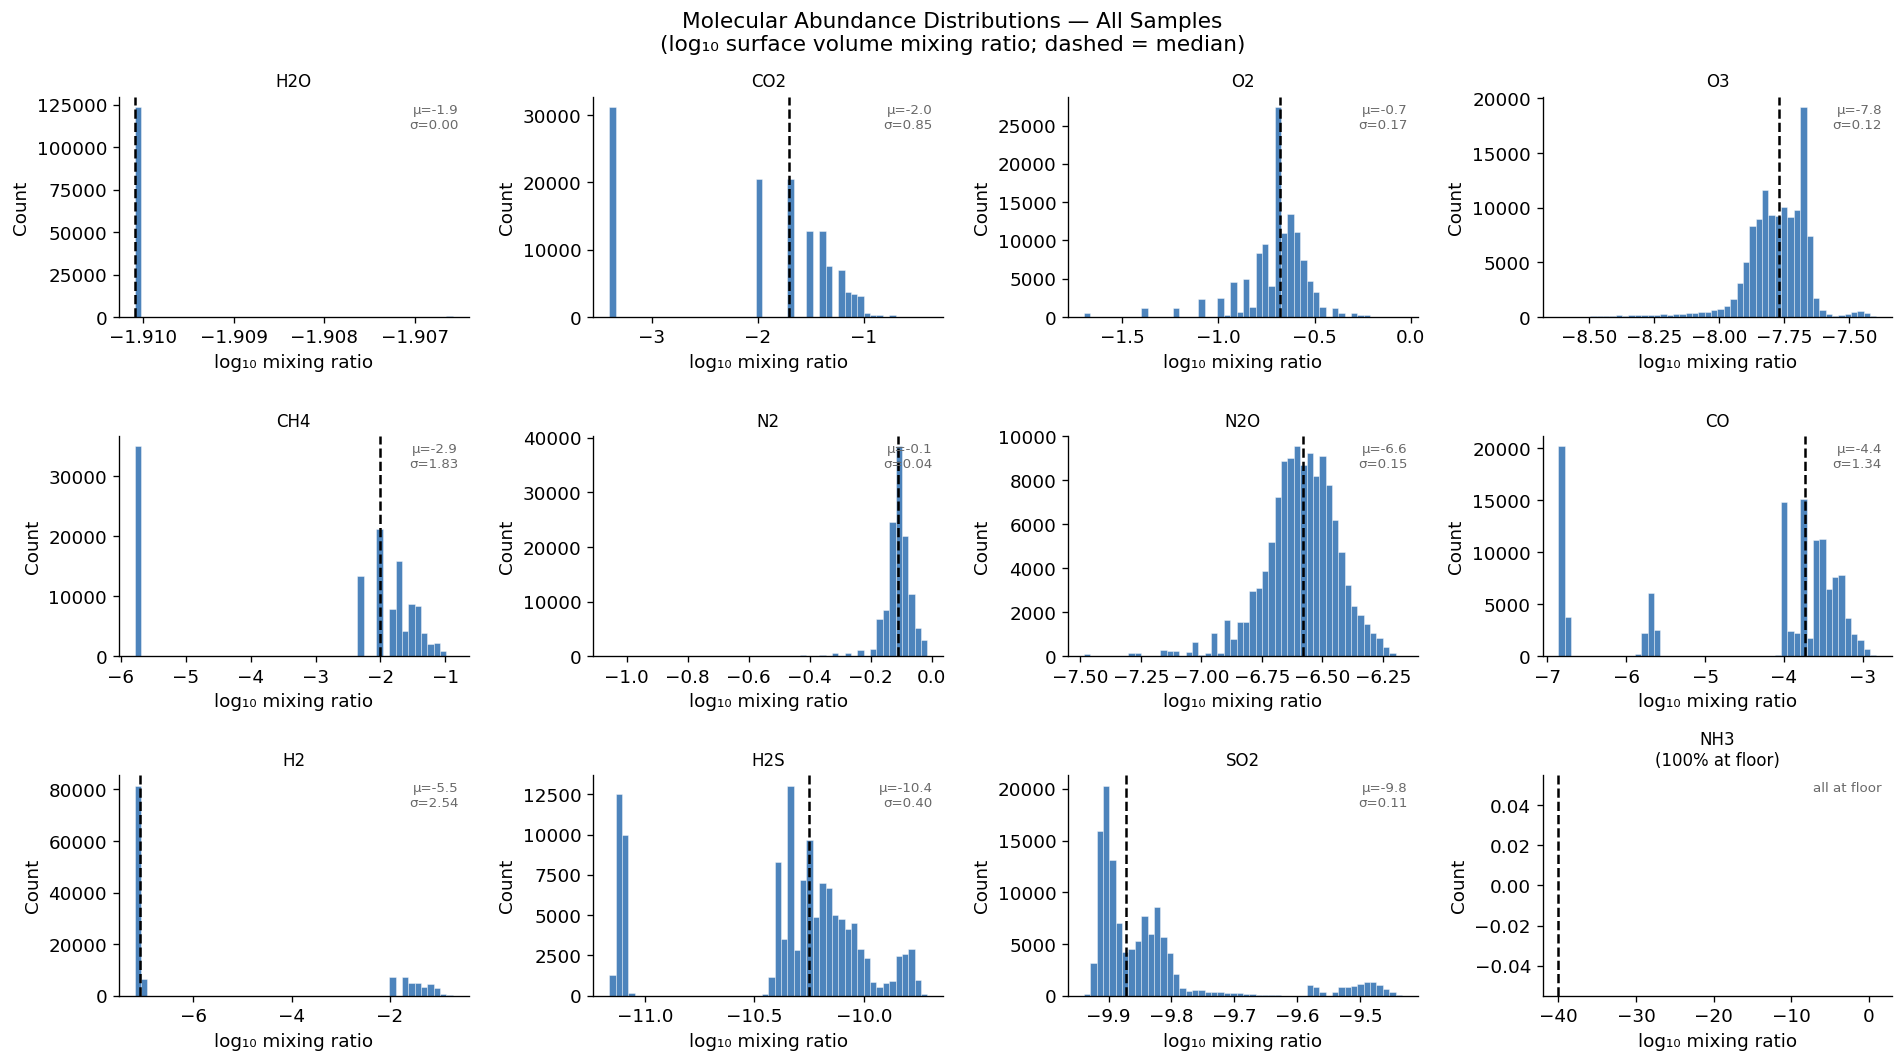 Molecular Abundance Distributions — All Samples
(log₁₀ surface volume mixing ratio; dashed = median)
H2O
μ=-1.9
σ=0.00
125000
100000
75000
50000
25000
0
Count
−1.910
−1.909
−1.908
−1.907
log₁₀ mixing ratio
CO2
μ=-2.0
σ=0.85
30000
20000
10000
0
Count
−3
−2
−1
log₁₀ mixing ratio
O2
μ=-0.7
σ=0.17
25000
20000
15000
10000
5000
0
Count
−1.5
−1.0
−0.5
0.0
log₁₀ mixing ratio
O3
μ=-7.8
σ=0.12
20000
15000
10000
5000
0
Count
−8.50
−8.25
−8.00
−7.75
−7.50
log₁₀ mixing ratio
CH4
μ=-2.9
σ=1.83
30000
20000
10000
0
Count
−6
−5
−4
−3
−2
−1
log₁₀ mixing ratio
N2
μ=-0.1
σ=0.04
40000
30000
20000
10000
0
Count
−1.0
−0.8
−0.6
−0.4
−0.2
0.0
log₁₀ mixing ratio
N2O
μ=-6.6
σ=0.15
10000
8000
6000
4000
2000
0
Count
−7.50
−7.25
−7.00
−6.75
−6.50
−6.25
log₁₀ mixing ratio
CO
μ=-4.4
σ=1.34
20000
15000
10000
5000
0
Count
−7
−6
−5
−4
−3
log₁₀ mixing ratio
H2
μ=-5.5
σ=2.54
80000
60000
40000
20000
0
Count
−6
−4
−2
log₁₀ mixing ratio
H2S
μ=-10.4
σ=0.40
12500
10000
7500
5000
2500
0
Count
−11.0
−10.5
−10.0
log₁₀ mixing ratio
SO2
μ=-9.8
σ=0.11
20000
15000
10000
5000
0
Count
−9.9
−9.8
−9.7
−9.6
−9.5
log₁₀ mixing ratio
NH3
(100% at floor)
all at floor
0.04
0.02
0.00
−0.02
−0.04
Count
−40
−30
−20
−10
0
log₁₀ mixing ratio